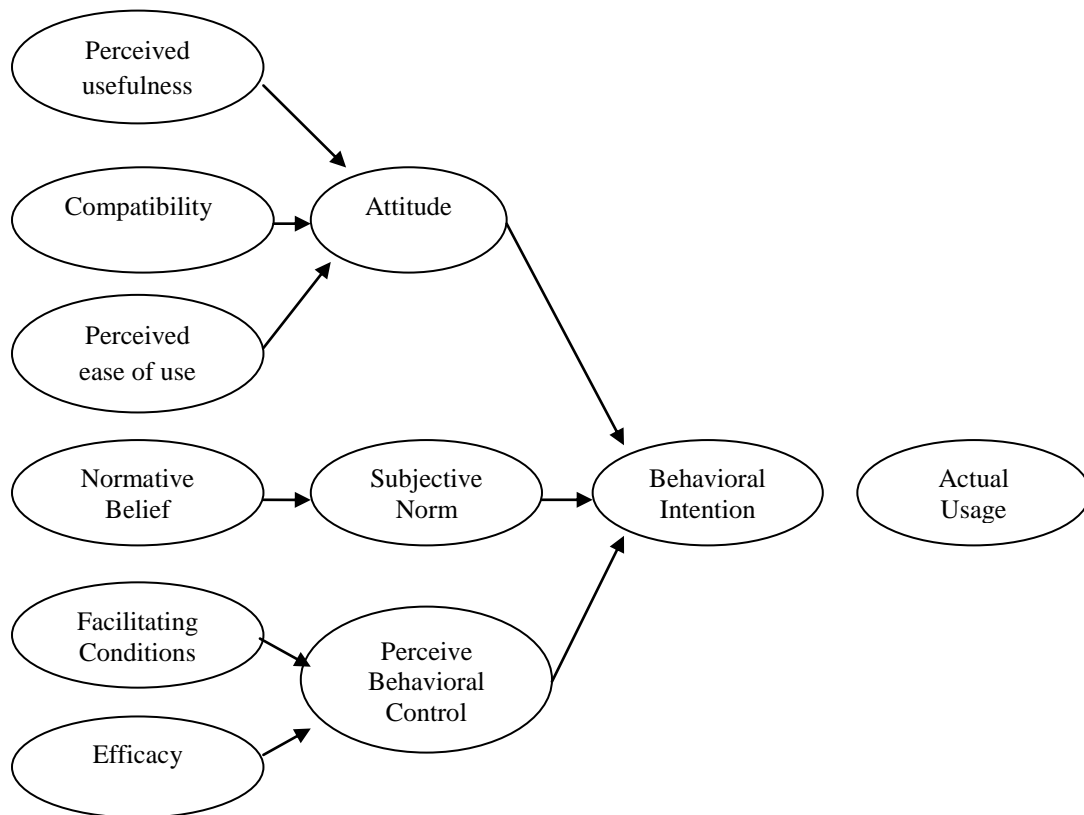 Perceived
usefulness
Compatibility
Attitude
Perceived
ease of use
Normative
Belief
Subjective
Norm
Behavioral
Intention
Actual
Usage
Facilitating
Conditions
Perceive
Behavioral
Control
Efficacy